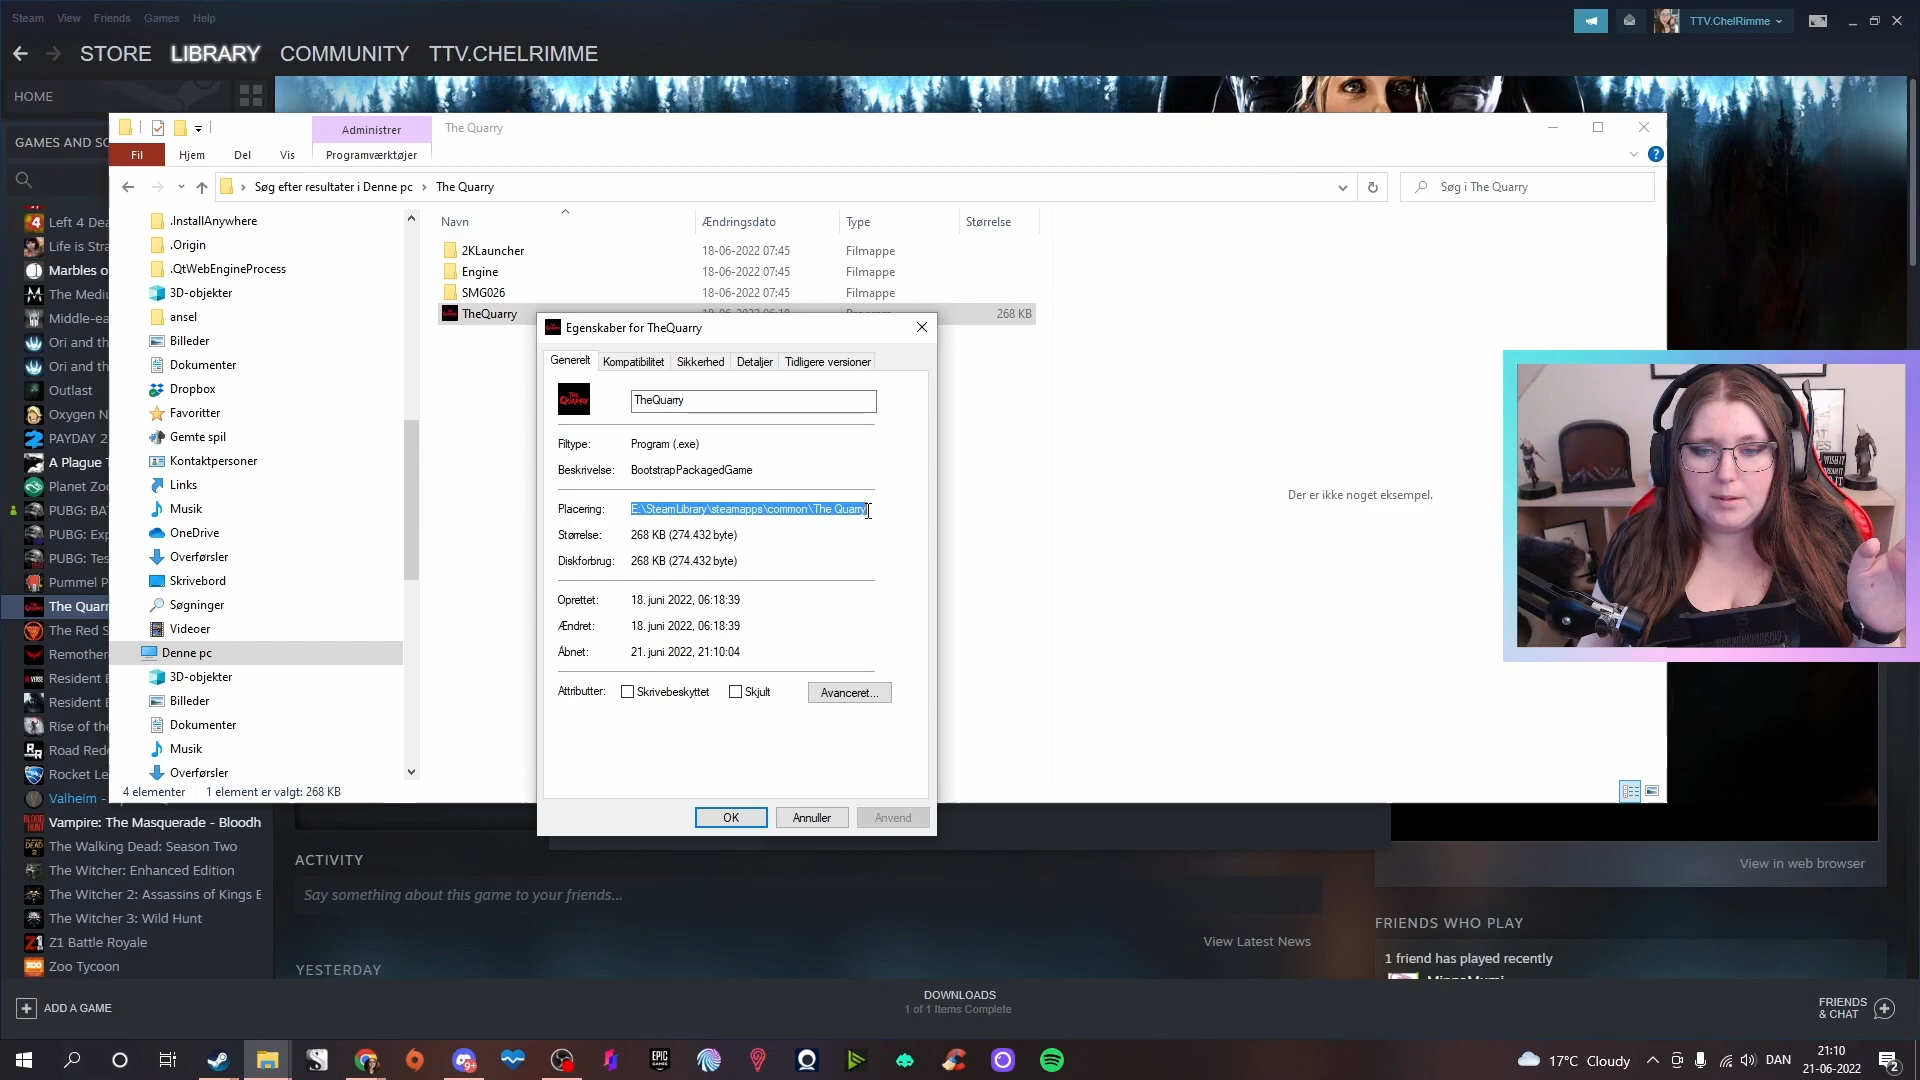 Steam View Friends Games Help
TTV.ChelRimme
STORE LIBRARY COMMUNITY TTV.CHELRIMME
HOME
GAMES AND SO
Administrer The Quarry
Fil Hjem Del Vis Programværktøjer
Søg efter resultater i Denne pc › The Quarry
Søg i The Quarry
Navn Ændringsdato Type Størrelse
2KLauncher 18-06-2022 07:45 Filmappe
Engine 18-06-2022 07:45 Filmappe
SMG026 18-06-2022 07:45 Filmappe
TheQuarry 268 KB
.InstallAnywhere
.Origin
.QtWebEngineProcess
3D-objekter
ansel
Billeder
Dokumenter
Dropbox
Favoritter
Gemte spil
Kontaktpersoner
Links
Musik
OneDrive
Overførsler
Skrivebord
Søgninger
Videoer
Denne pc
3D-objekter
Billeder
Dokumenter
Musik
Overførsler
4 elementer 1 element er valgt: 268 KB
Der er ikke noget eksempel.
Egenskaber for TheQuarry
Generelt Kompatibilitet Sikkerhed Detaljer Tidligere versioner
TheQuarry
Filtype: Program (.exe)
Beskrivelse: BootstrapPackagedGame
Placering: E:\SteamLibrary\steamapps\common\The Quarry
Størrelse: 268 KB (274.432 byte)
Diskforbrug: 268 KB (274.432 byte)
Oprettet: 18. juni 2022, 06:18:39
Ændret: 18. juni 2022, 06:18:39
Åbnet: 21. juni 2022, 21:10:04
Attributter: Skrivebeskyttet Skjult Avanceret...
OK Annuller Anvend
Left 4 Dea
Life is Stra
Marbles o
The Mediu
Middle-ea
Ori and th
Ori and th
Outlast
Oxygen N
PAYDAY 2
A Plague T
Planet Zoo
PUBG: BA
PUBG: Exp
PUBG: Tes
Pummel P
The Quarr
The Red S
Remother
Resident E
Resident E
Rise of the
Road Rede
Rocket Le
Valheim -
Vampire: The Masquerade - Bloodh
The Walking Dead: Season Two
The Witcher: Enhanced Edition
The Witcher 2: Assassins of Kings E
The Witcher 3: Wild Hunt
Z1 Battle Royale
Zoo Tycoon
ACTIVITY
Say something about this game to your friends...
View Latest News
YESTERDAY
View in web browser
FRIENDS WHO PLAY
1 friend has played recently
ADD A GAME
DOWNLOADS
1 of 1 Items Complete
FRIENDS
& CHAT
17°C Cloudy
DAN
21:10
21-06-2022
2